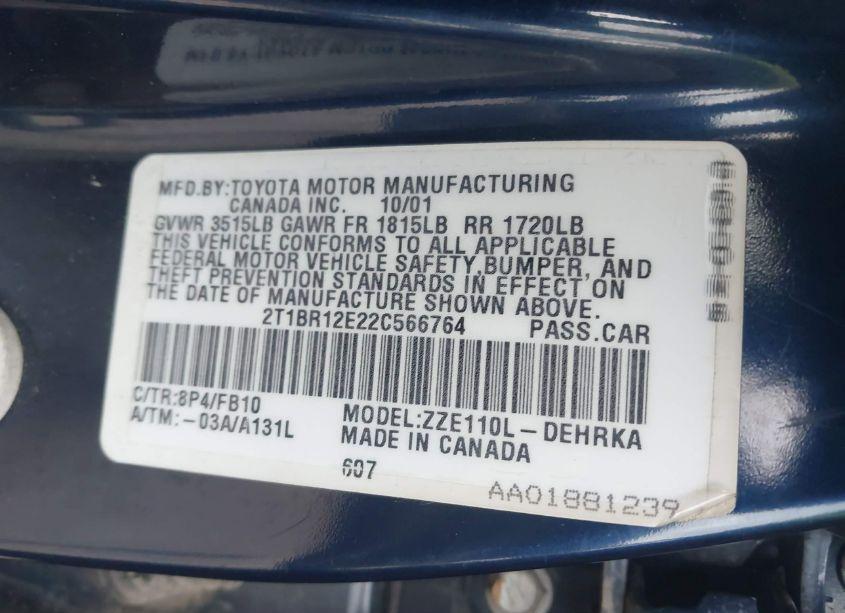 MFD.BY:TOYOTA MOTOR MANUFACTURING
CANADA INC. 10/01
GVWR 3515LB GAWR FR 1815LB RR 1720LB
THIS VEHICLE CONFORMS TO ALL APPLICABLE
FEDERAL MOTOR VEHICLE SAFETY,BUMPER, AND
THEFT PREVENTION STANDARDS IN EFFECT ON
THE DATE OF MANUFACTURE SHOWN ABOVE.
2T1BR12E22C566764 PASS.CAR
C/TR:8P4/FB10
A/TM:-03A/A131L
MODEL:ZZE110L-DEHRKA
MADE IN CANADA
607
AA01881239